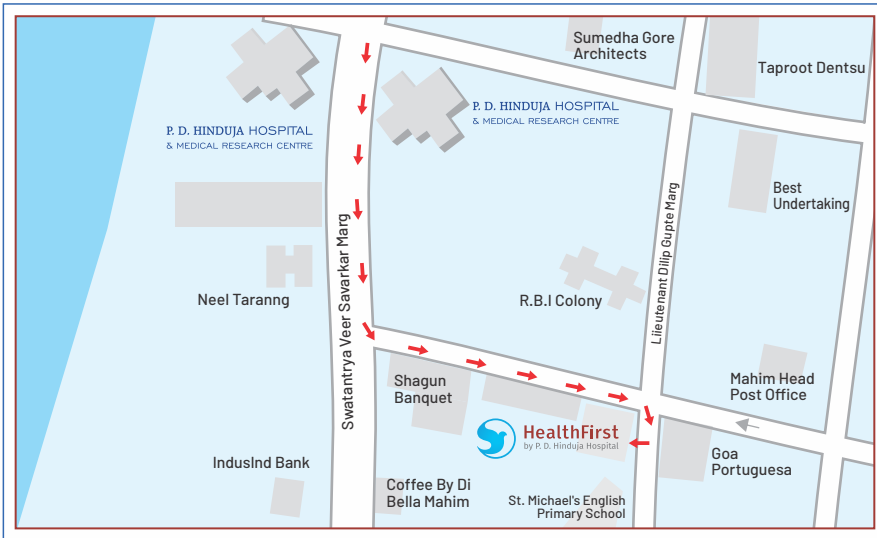 Sumedha Gore
Architects
Taproot Dentsu
P. D. HINDUJA HOSPITAL
& MEDICAL RESEARCH CENTRE
P. D. HINDUJA HOSPITAL
& MEDICAL RESEARCH CENTRE
Best
Undertaking
Swatantrya Veer Savarkar Marg
Liieutenant Dilip Gupte Marg
Neel Taranng
R.B.I Colony
Shagun
Banquet
Mahim Head
Post Office
HealthFirst
by P. D. Hinduja Hospital
Goa
Portuguesa
IndusInd Bank
Coffee By Di
Bella Mahim
St. Michael's English
Primary School